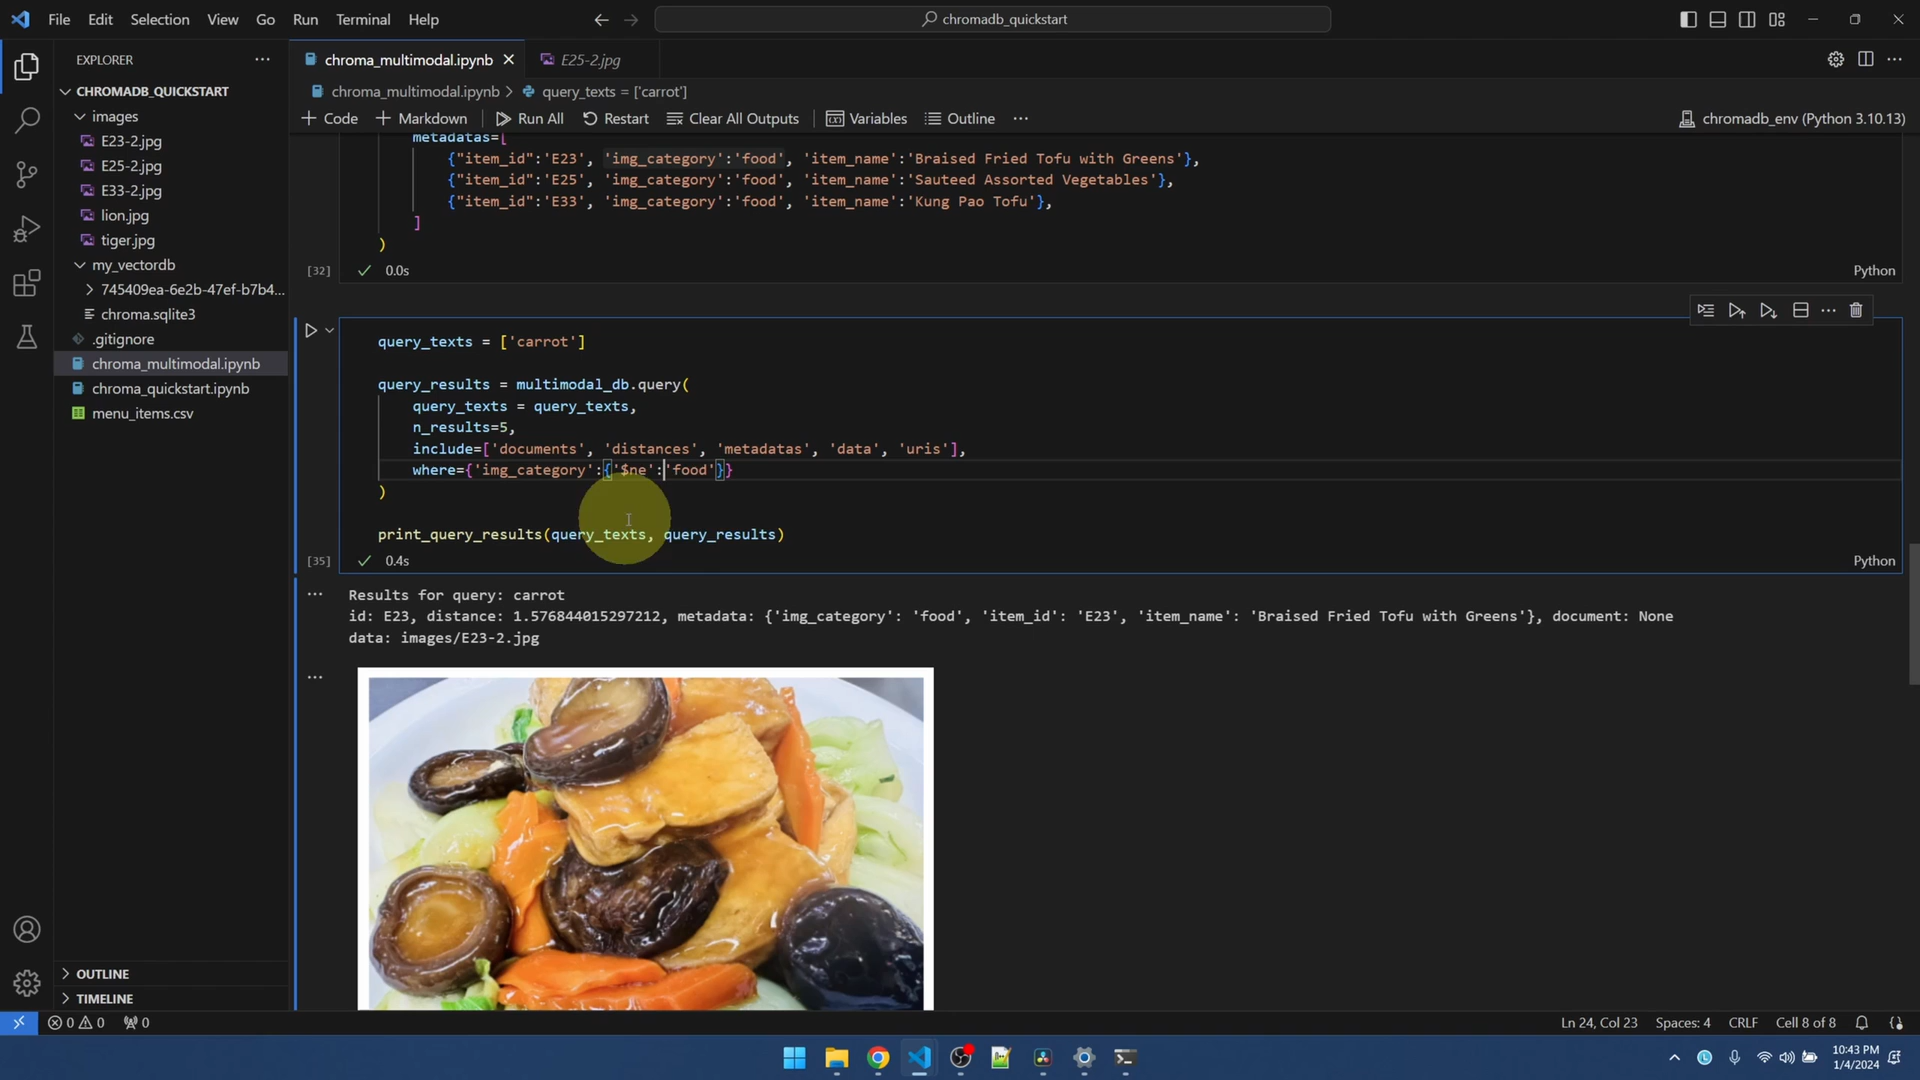 File Edit Selection View Go Run Terminal Help
chromadb_quickstart
EXPLORER
chroma_multimodal.ipynb
E25-2.jpg
CHROMADB_QUICKSTART
images
E23-2.jpg
E25-2.jpg
E33-2.jpg
lion.jpg
tiger.jpg
my_vectordb
745409ea-6e2b-47ef-b7b4...
chroma.sqlite3
.gitignore
chroma_multimodal.ipynb
chroma_quickstart.ipynb
menu_items.csv
OUTLINE
TIMELINE
chroma_multimodal.ipynb > query_texts = ['carrot']
+ Code + Markdown Run All Restart Clear All Outputs Variables Outline ...
chromadb_env (Python 3.10.13)
metadatas=[
{"item_id":'E23', 'img_category':'food', 'item_name':'Braised Fried Tofu with Greens'},
{"item_id":'E25', 'img_category':'food', 'item_name':'Sauteed Assorted Vegetables'},
{"item_id":'E33', 'img_category':'food', 'item_name':'Kung Pao Tofu'},
]
)
[32] 0.0s Python
query_texts = ['carrot']
query_results = multimodal_db.query(
query_texts = query_texts,
n_results=5,
include=['documents', 'distances', 'metadatas', 'data', 'uris'],
where={'img_category':{'$ne':'food'}}
)
print_query_results(query_texts, query_results)
[35] 0.4s Python
Results for query: carrot
id: E23, distance: 1.576844015297212, metadata: {'img_category': 'food', 'item_id': 'E23', 'item_name': 'Braised Fried Tofu with Greens'}, document: None
data: images/E23-2.jpg
0 0 0
Ln 24, Col 23 Spaces: 4 CRLF Cell 8 of 8
10:43 PM
1/4/2024